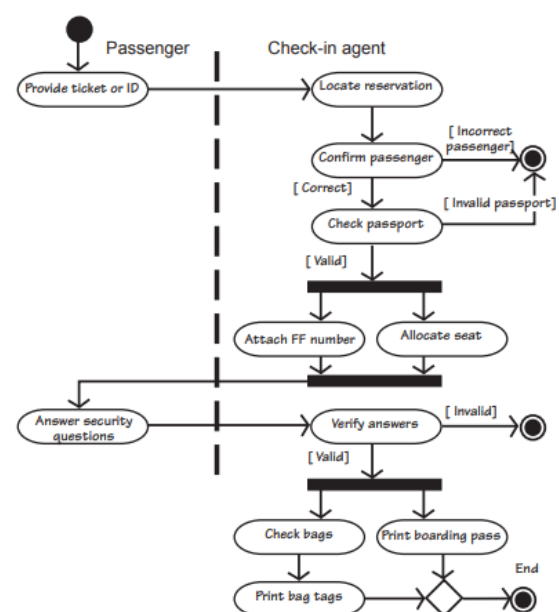 Passenger
Check-in agent
Provide ticket or ID
Locate reservation
[ Incorrect
passenger]
Confirm passenger
[ Correct]
[ Invalid passport]
Check passport
[ Valid]
Attach FF number
Allocate seat
Answer security
questions
Verify answers
[ Invalid]
[ Valid]
Check bags
Print boarding pass
End
Print bag tags